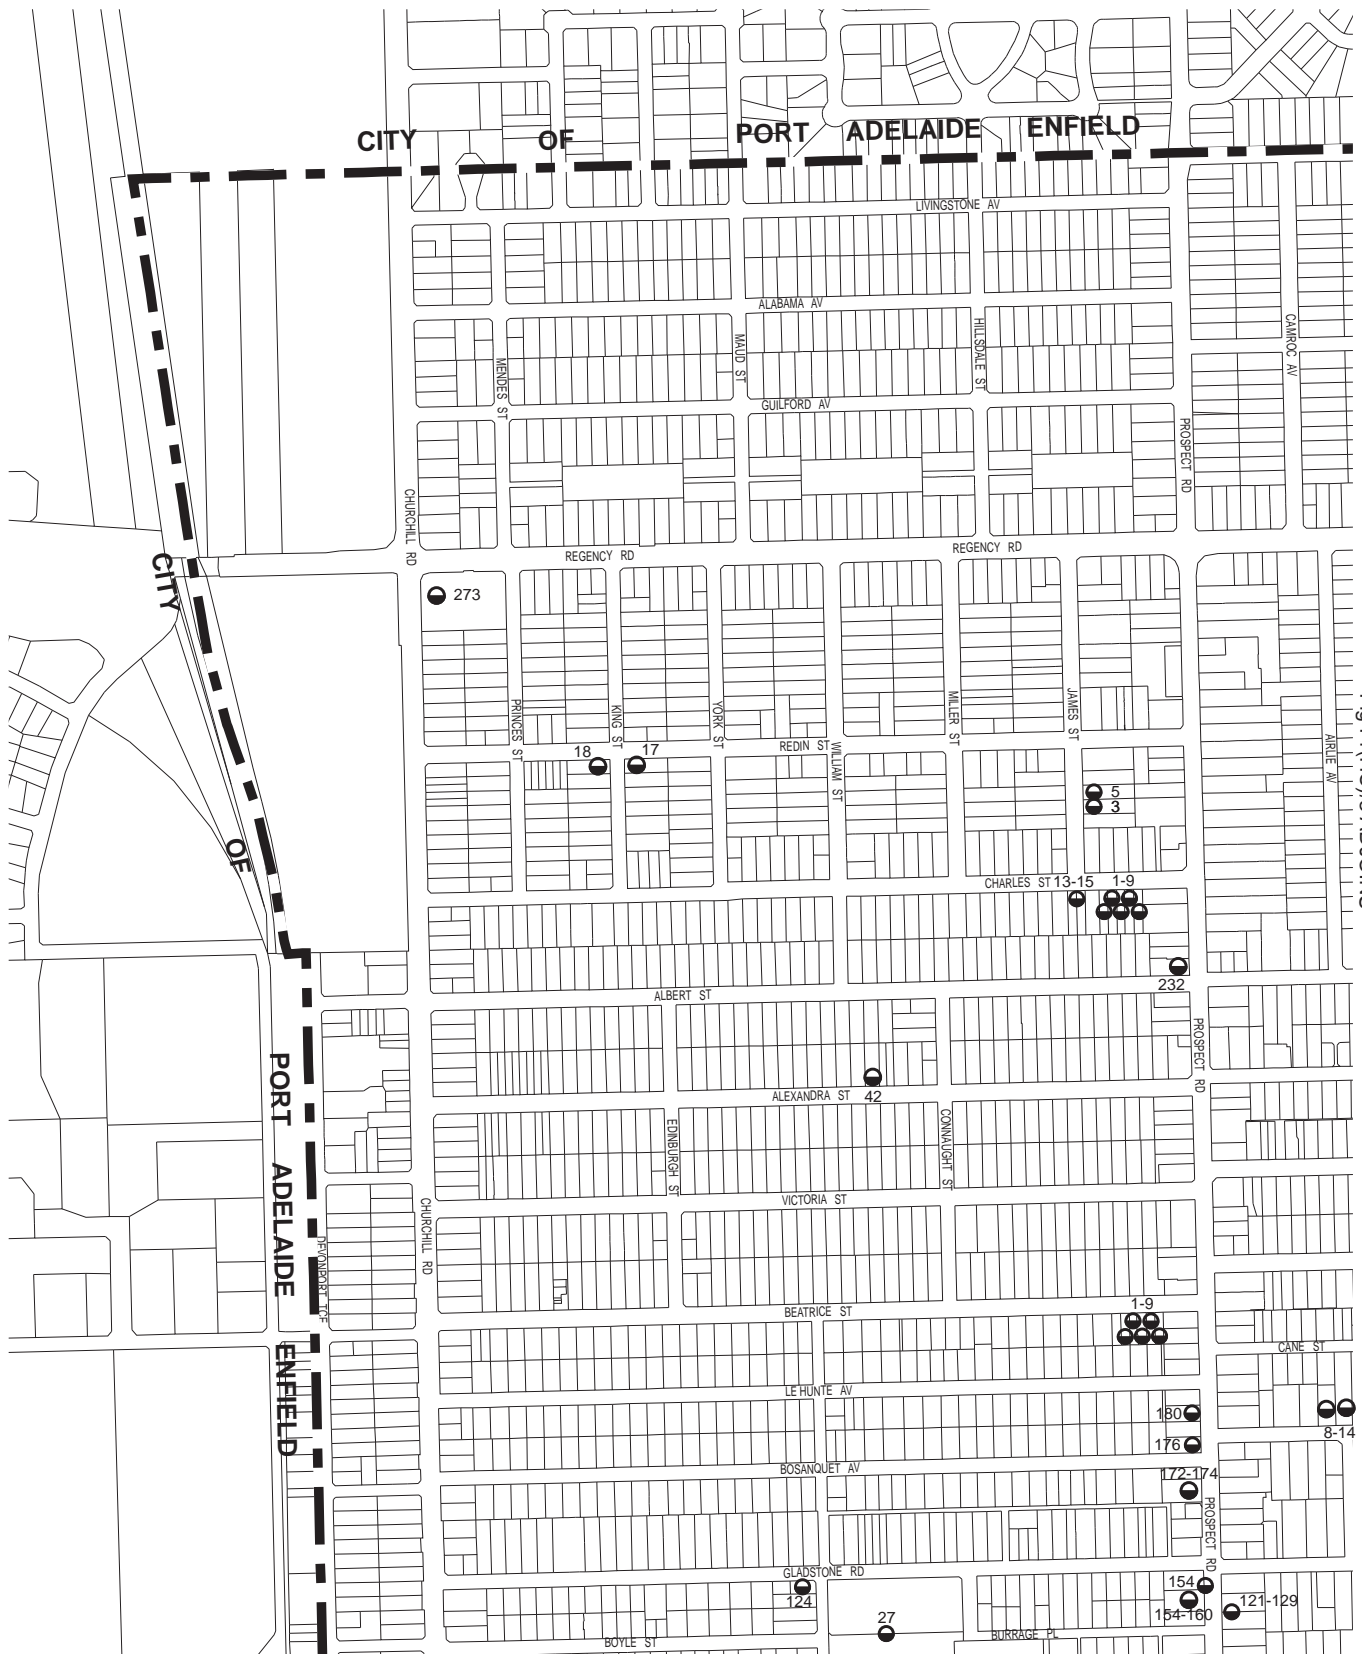 CITY OF PORT ADELAIDE ENFIELD
LIVINGSTONE AV
ALABAMA AV
HILLSDALE ST
CAMROC AV
MAUD ST
MENDES ST
GUILFORD AV
PROSPECT RD
CHURCHILL RD
REGENCY RD
REGENCY RD
CITY OF PORT ADELAIDE ENFIELD
273
PRINCES ST
KING ST
YORK ST
MILLER ST
JAMES ST
REDIN ST
WILLIAM ST
AIRLIE AV
18
17
5
3
CHARLES ST
13-15
1-9
232
ALBERT ST
PROSPECT RD
ALEXANDRA ST
42
EDINBURGH ST
CONNAUGHT ST
VICTORIA ST
CHURCHILL RD
DEVONPORT TCE
BEATRICE ST
1-9
CANE ST
LE HUNTE AV
180
8-14
176
BOSANQUET AV
172-174
PROSPECT RD
GLADSTONE RD
124
154
154-160
121-129
27
BOYLE ST
BURRAGE PL